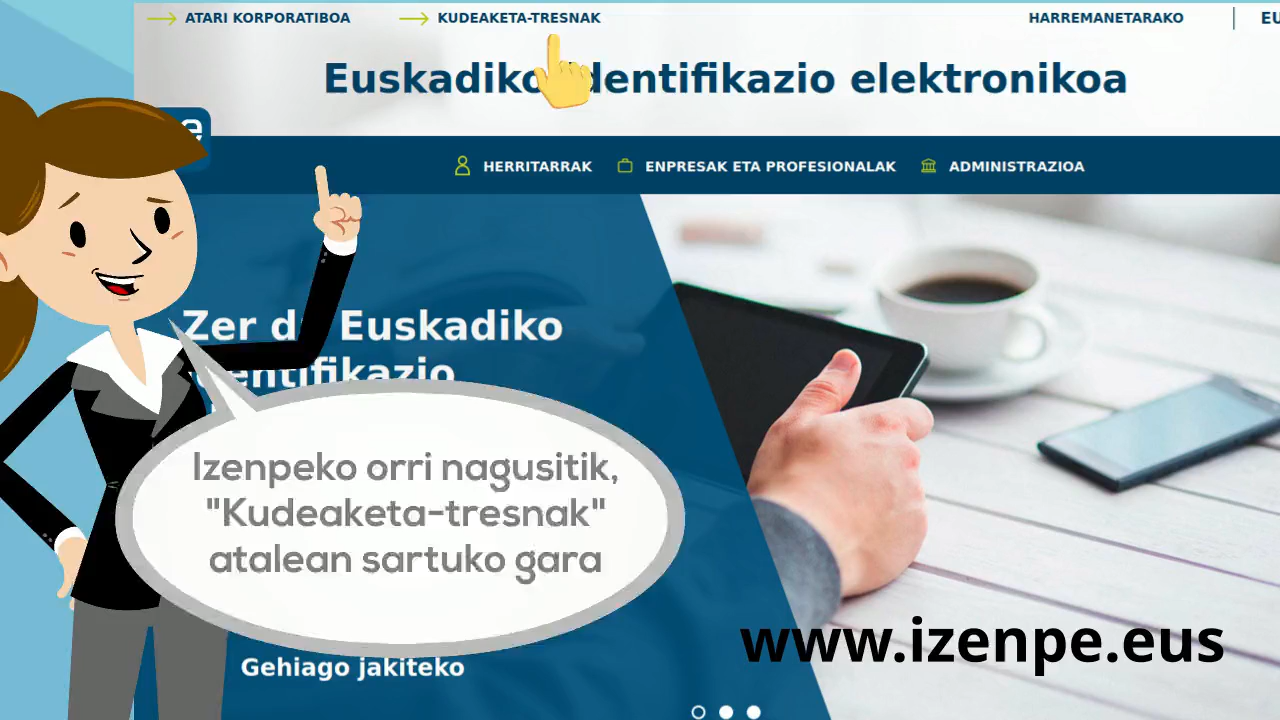 ATARI KORPORATIBOA
KUDEAKETA-TRESNAK
HARREMANETARAKO
Euskadiko identifikazio elektronikoa
HERRITARRAK
ENPRESAK ETA PROFESIONALAK
ADMINISTRAZIOA
Zer da Euskadiko
identifikazio
Izenpeko orri nagusitik,
"Kudeaketa-tresnak"
atalean sartuko gara
www.izenpe.eus
Gehiago jakiteko